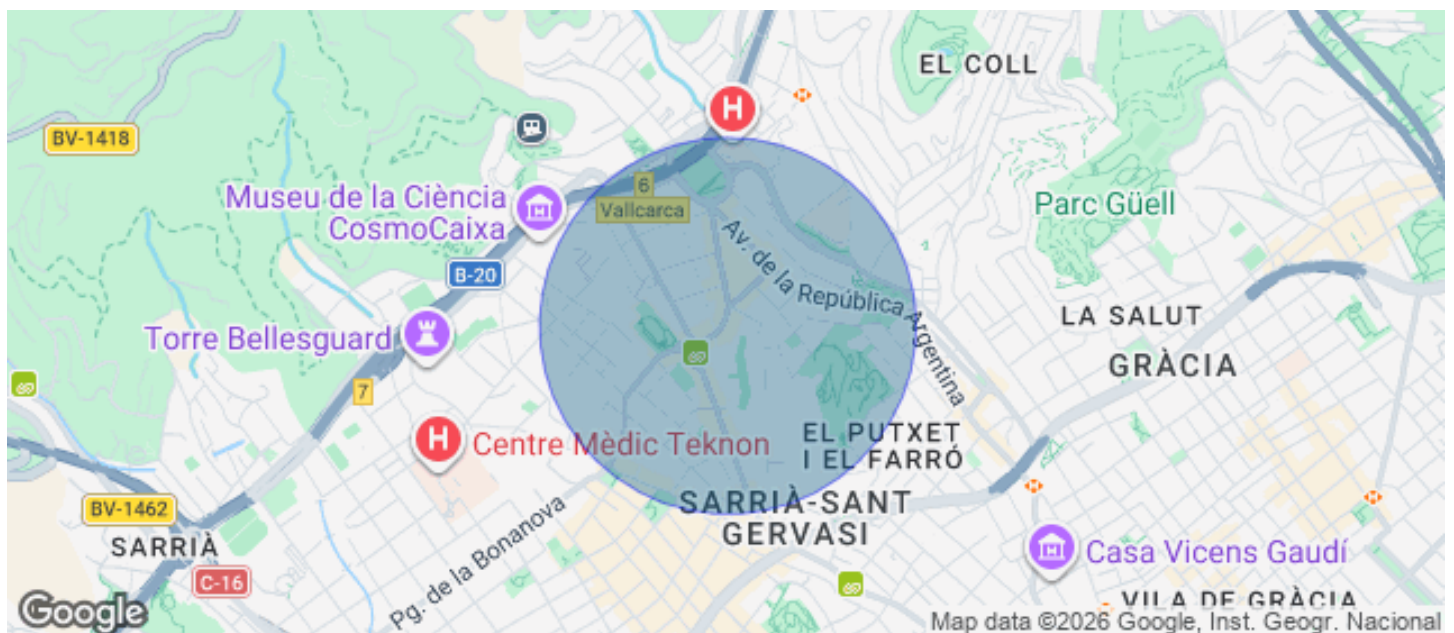 EL COLL
H
BV-1418
6
Vallcarca
Museu de la Ciència
CosmoCaixa
Parc Güell
Av. de la República Argentina
B-20
Torre Bellesguard
LA SALUT
GRÀCIA
7
H
Centre Mèdic Teknon
EL PUTXET
I EL FARRÓ
SARRIÀ-SANT
GERVASI
BV-1462
SARRIÀ
Pg. de la Bonanova
C-16
Casa Vicens Gaudí
VILA DE GRÀCIA
Google
Map data ©2026 Google, Inst. Geogr. Nacional